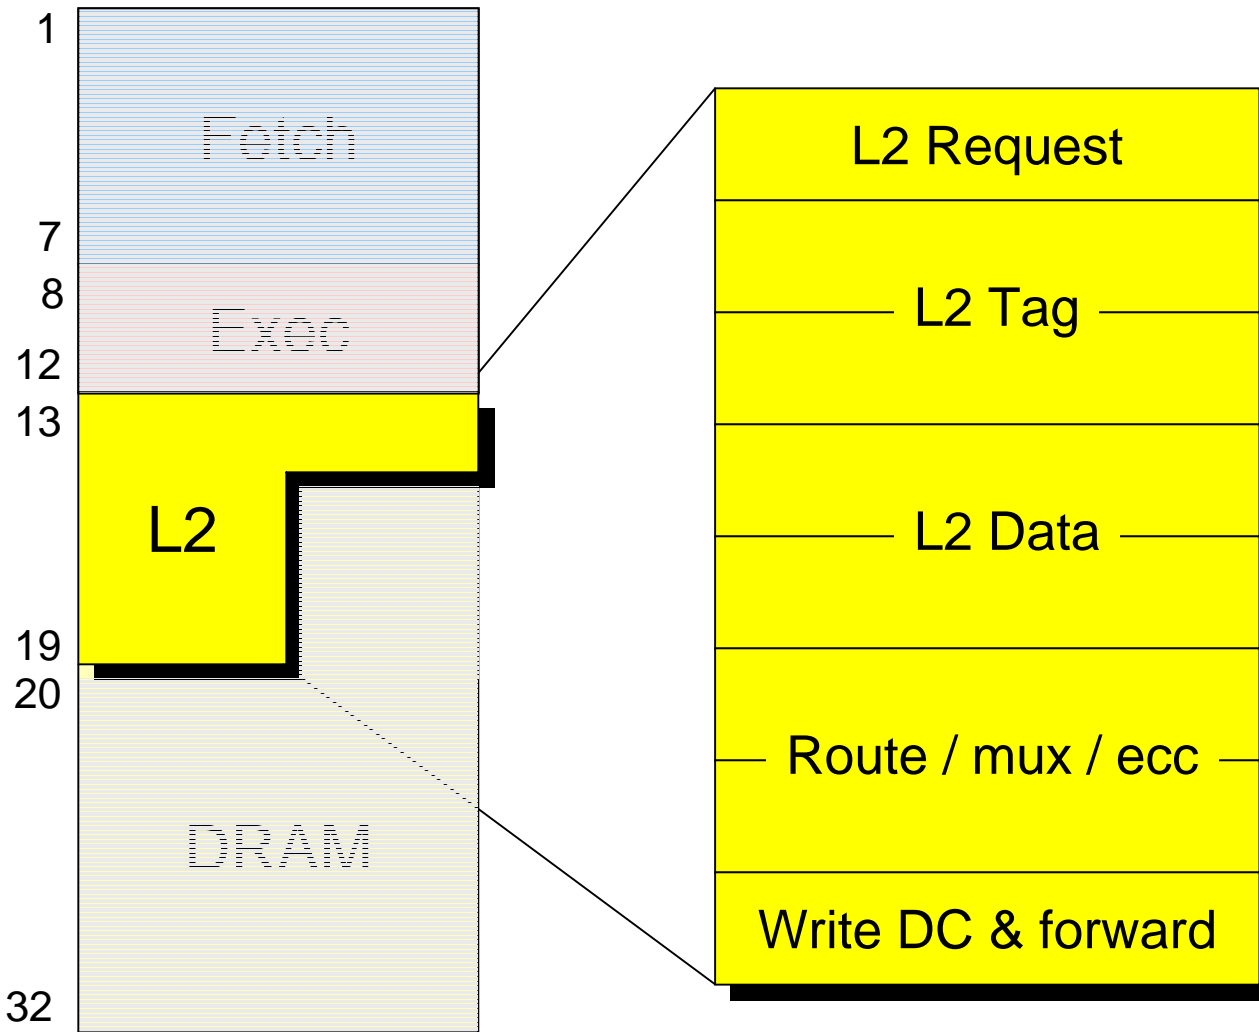 1
Fetch
7
8
Exec
12
13
L2
19
20
DRAM
32
L2 Request
L2 Tag
L2 Data
Route / mux / ecc
Write DC & forward